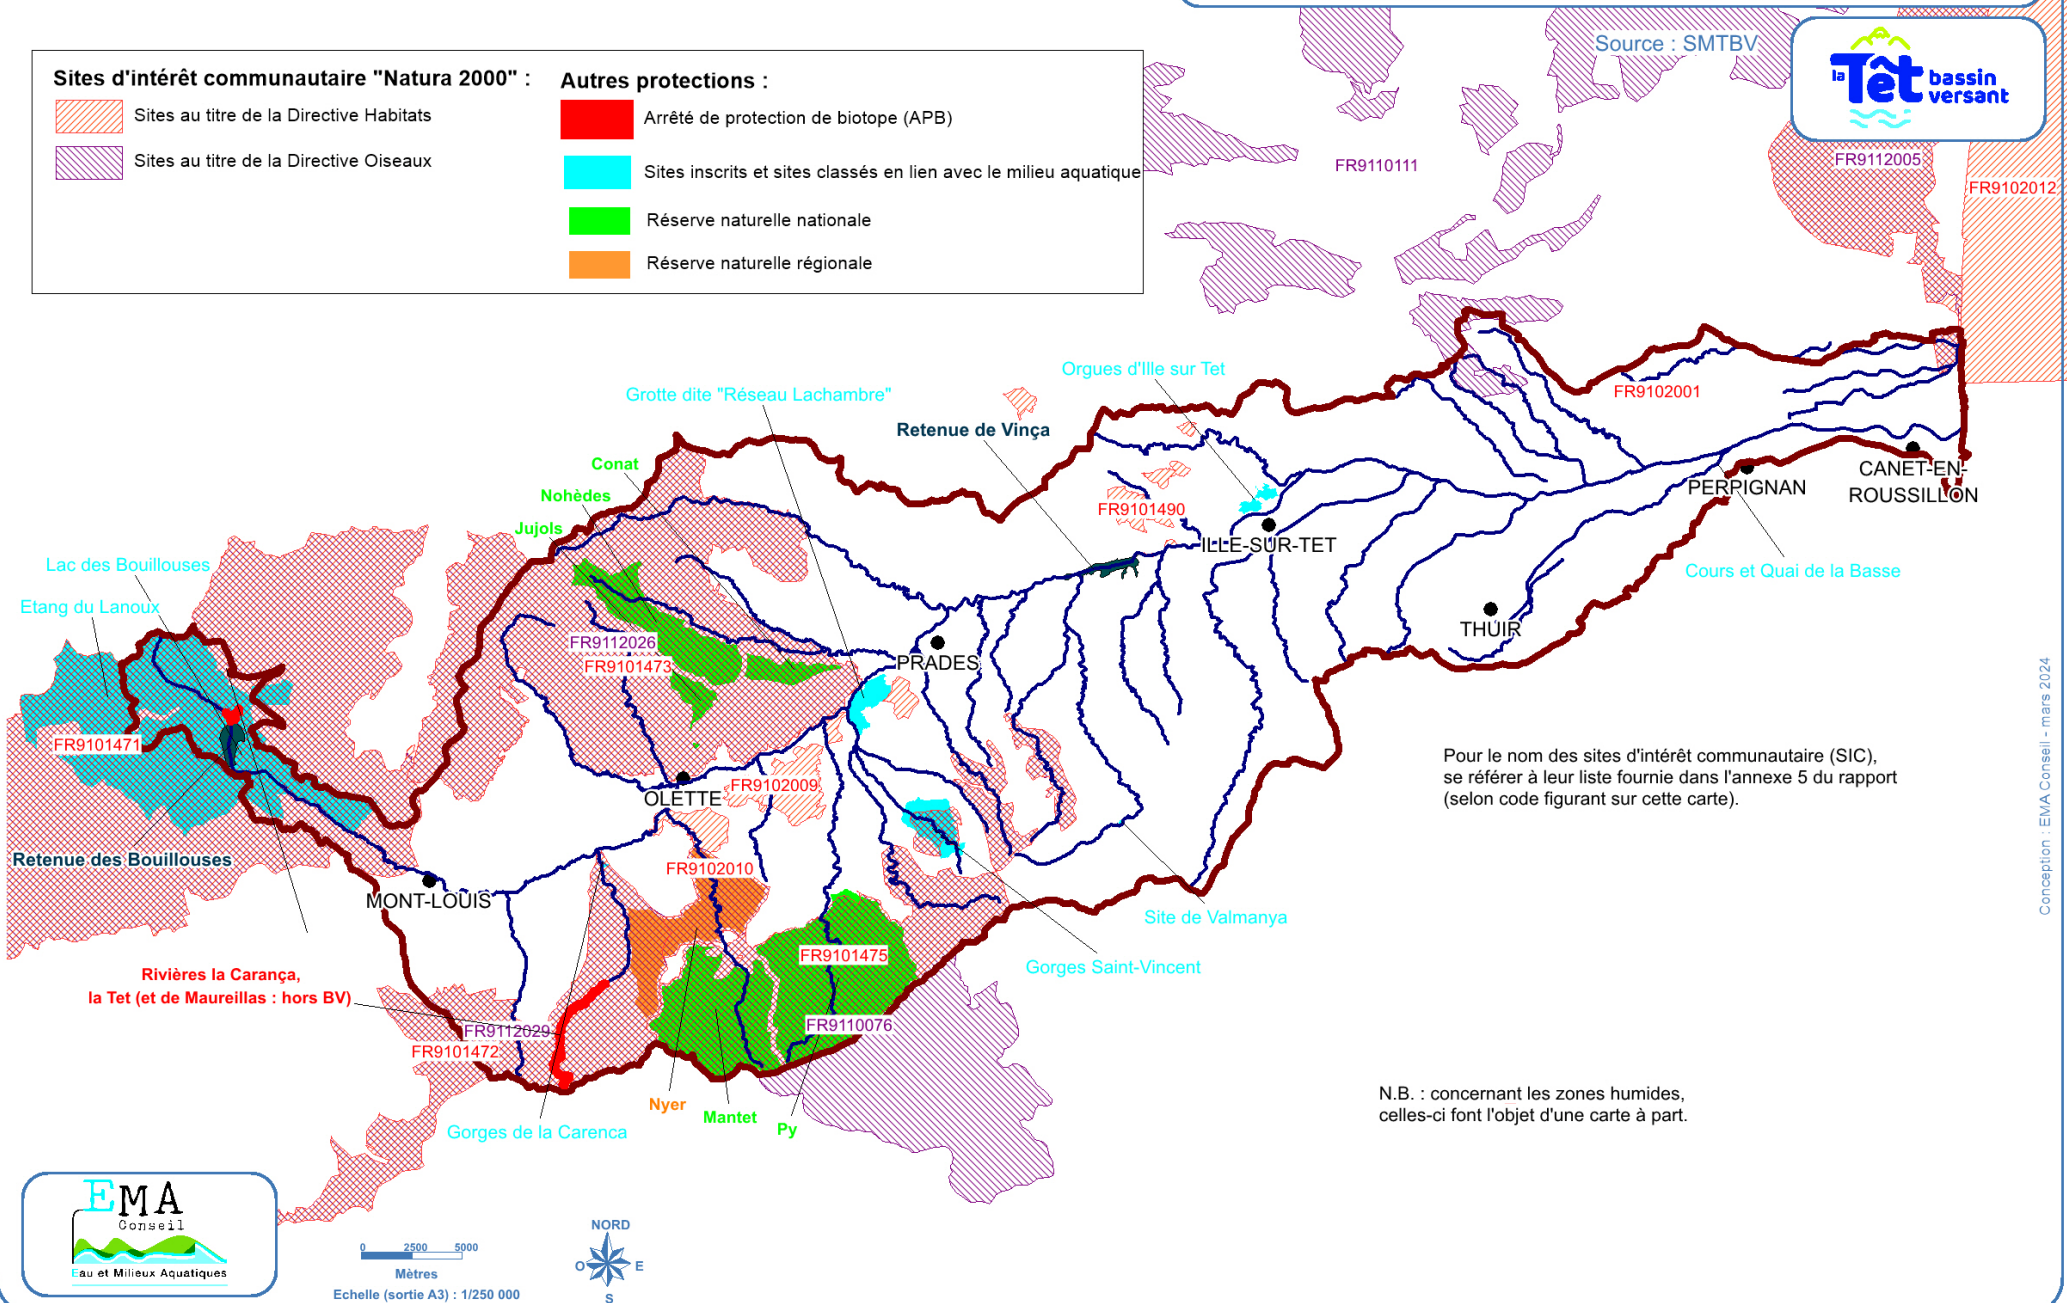 Source : SMTBV
la Têt bassin
versant
Sites d'intérêt communautaire "Natura 2000" :
Sites au titre de la Directive Habitats
Sites au titre de la Directive Oiseaux
Autres protections :
Arrêté de protection de biotope (APB)
Sites inscrits et sites classés en lien avec le milieu aquatique
Réserve naturelle nationale
Réserve naturelle régionale
FR9110111
FR9112005
FR9102012
Orgues d'Ille sur Tet
Grotte dite "Réseau Lachambre"
FR9102001
Retenue de Vinça
Conat
Nohèdes
Jujols
CANET-EN-
ROUSSILLON
PERPIGNAN
FR9101490
ILLE-SUR-TET
Lac des Bouillouses
Etang du Lanoux
Cours et Quai de la Basse
THUIR
FR9112026
FR9101473
PRADES
FR9101471
OLETTE
FR9102009
Pour le nom des sites d'intérêt communautaire (SIC),
se référer à leur liste fournie dans l'annexe 5 du rapport
(selon code figurant sur cette carte).
Retenue des Bouillouses
FR9102010
MONT-LOUIS
Site de Valmanya
FR9101475
Gorges Saint-Vincent
Rivières la Carança,
la Tet (et de Maureillas : hors BV)
FR9112029
FR9110076
FR9101472
Nyer
Mantet
Py
Gorges de la Carenca
N.B. : concernant les zones humides,
celles-ci font l'objet d'une carte à part.
Conception : EMA Conseil - mars 2024
EMA
Conseil
Eau et Milieux Aquatiques
0 2500 5000
Mètres
Echelle (sortie A3) : 1/250 000
NORD
O E
S